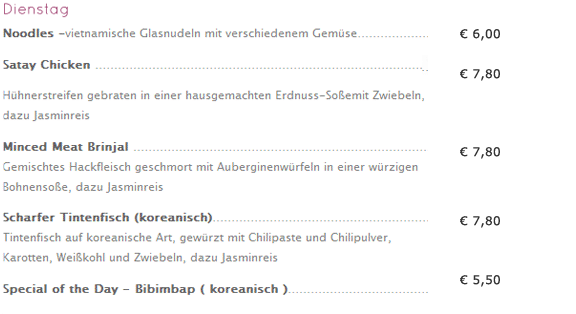 Dienstag
Noodles -vietnamische Glasnudeln mit verschiedenem Gemüse.................. € 6,00
Satay Chicken ................................................................................... € 7,80
Hühnerstreifen gebraten in einer hausgemachten Erdnuss-Soßemit Zwiebeln,
dazu Jasminreis
Minced Meat Brinjal .......................................................................... € 7,80
Gemischtes Hackfleisch geschmort mit Auberginenwürfeln in einer würzigen
Bohnensoße, dazu Jasminreis
Scharfer Tintenfisch (koreanisch)....................................................... € 7,80
Tintenfisch auf koreanische Art, gewürzt mit Chilipaste und Chilipulver,
Karotten, Weißkohl und Zwiebeln, dazu Jasminreis
Special of the Day - Bibimbap ( koreanisch )................................... € 5,50